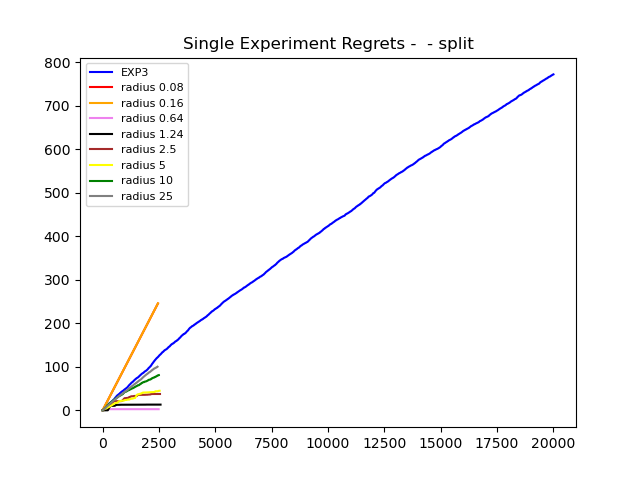 Single Experiment Regrets -  - split
800
700
600
500
400
300
200
100
0
EXP3
radius 0.08
radius 0.16
radius 0.64
radius 1.24
radius 2.5
radius 5
radius 10
radius 25
0 2500 5000 7500 10000 12500 15000 17500 20000